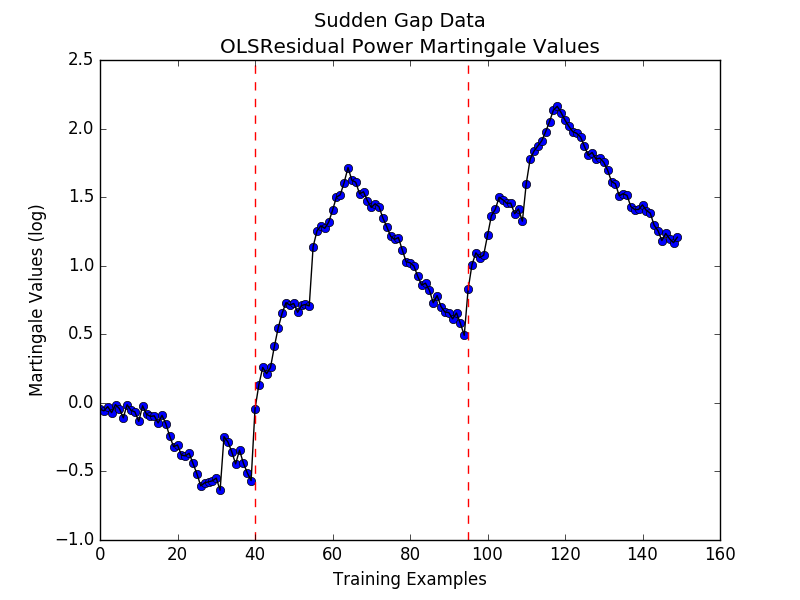 Sudden Gap Data
OLSResidual Power Martingale Values
2.5
2.0
1.5
1.0
0.5
0.0
−0.5
−1.0
Martingale Values (log)
0 20 40 60 80 100 120 140 160
Training Examples